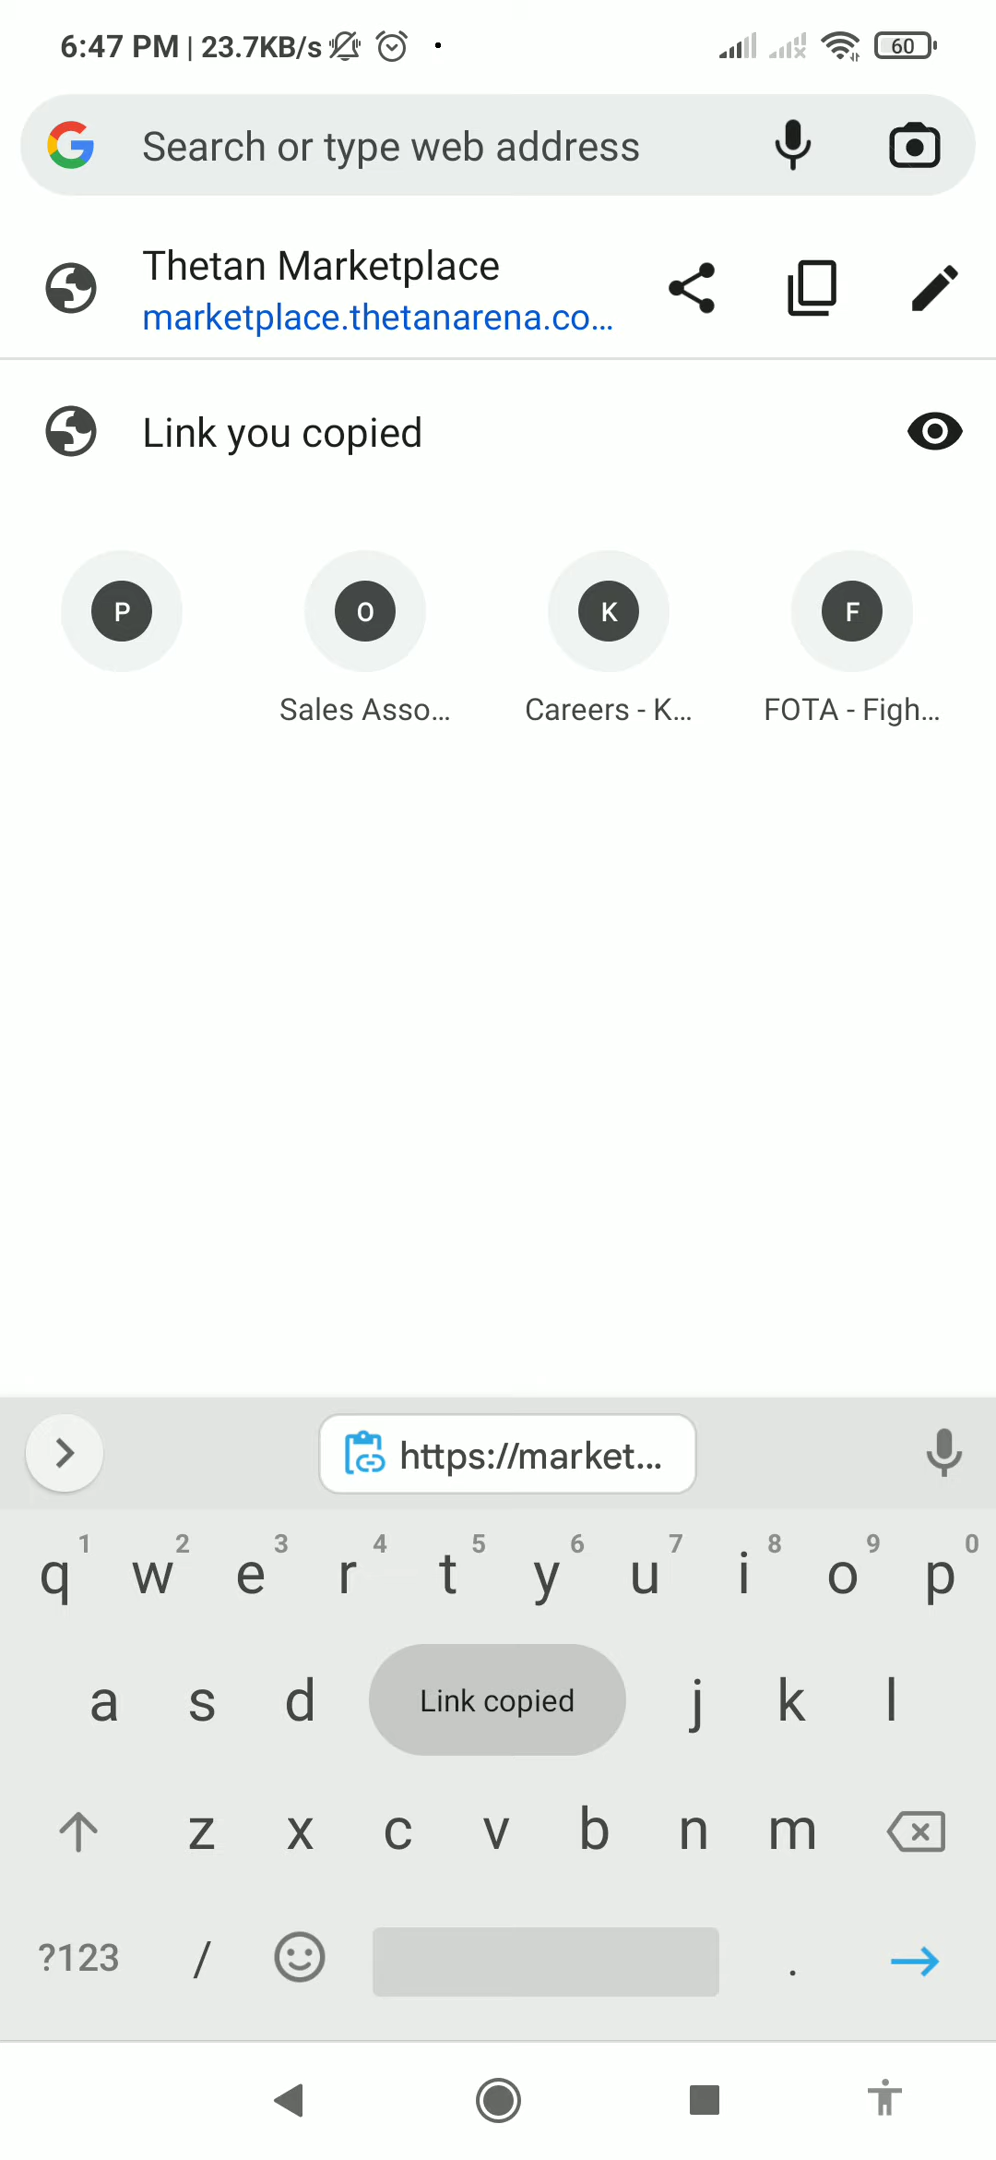 6:47 PM | 23.7KB/s
60
Search or type web address
Thetan Marketplace
marketplace.thetanarena.co...
Link you copied
P
O
K
F
Sales Asso...
Careers - K...
FOTA - Figh...
https://market...
1 2 3 4 5 6 7 8 9 0
q w e r t y u i o p
a s d Link copied j k l
z x c v b n m
?123 / .